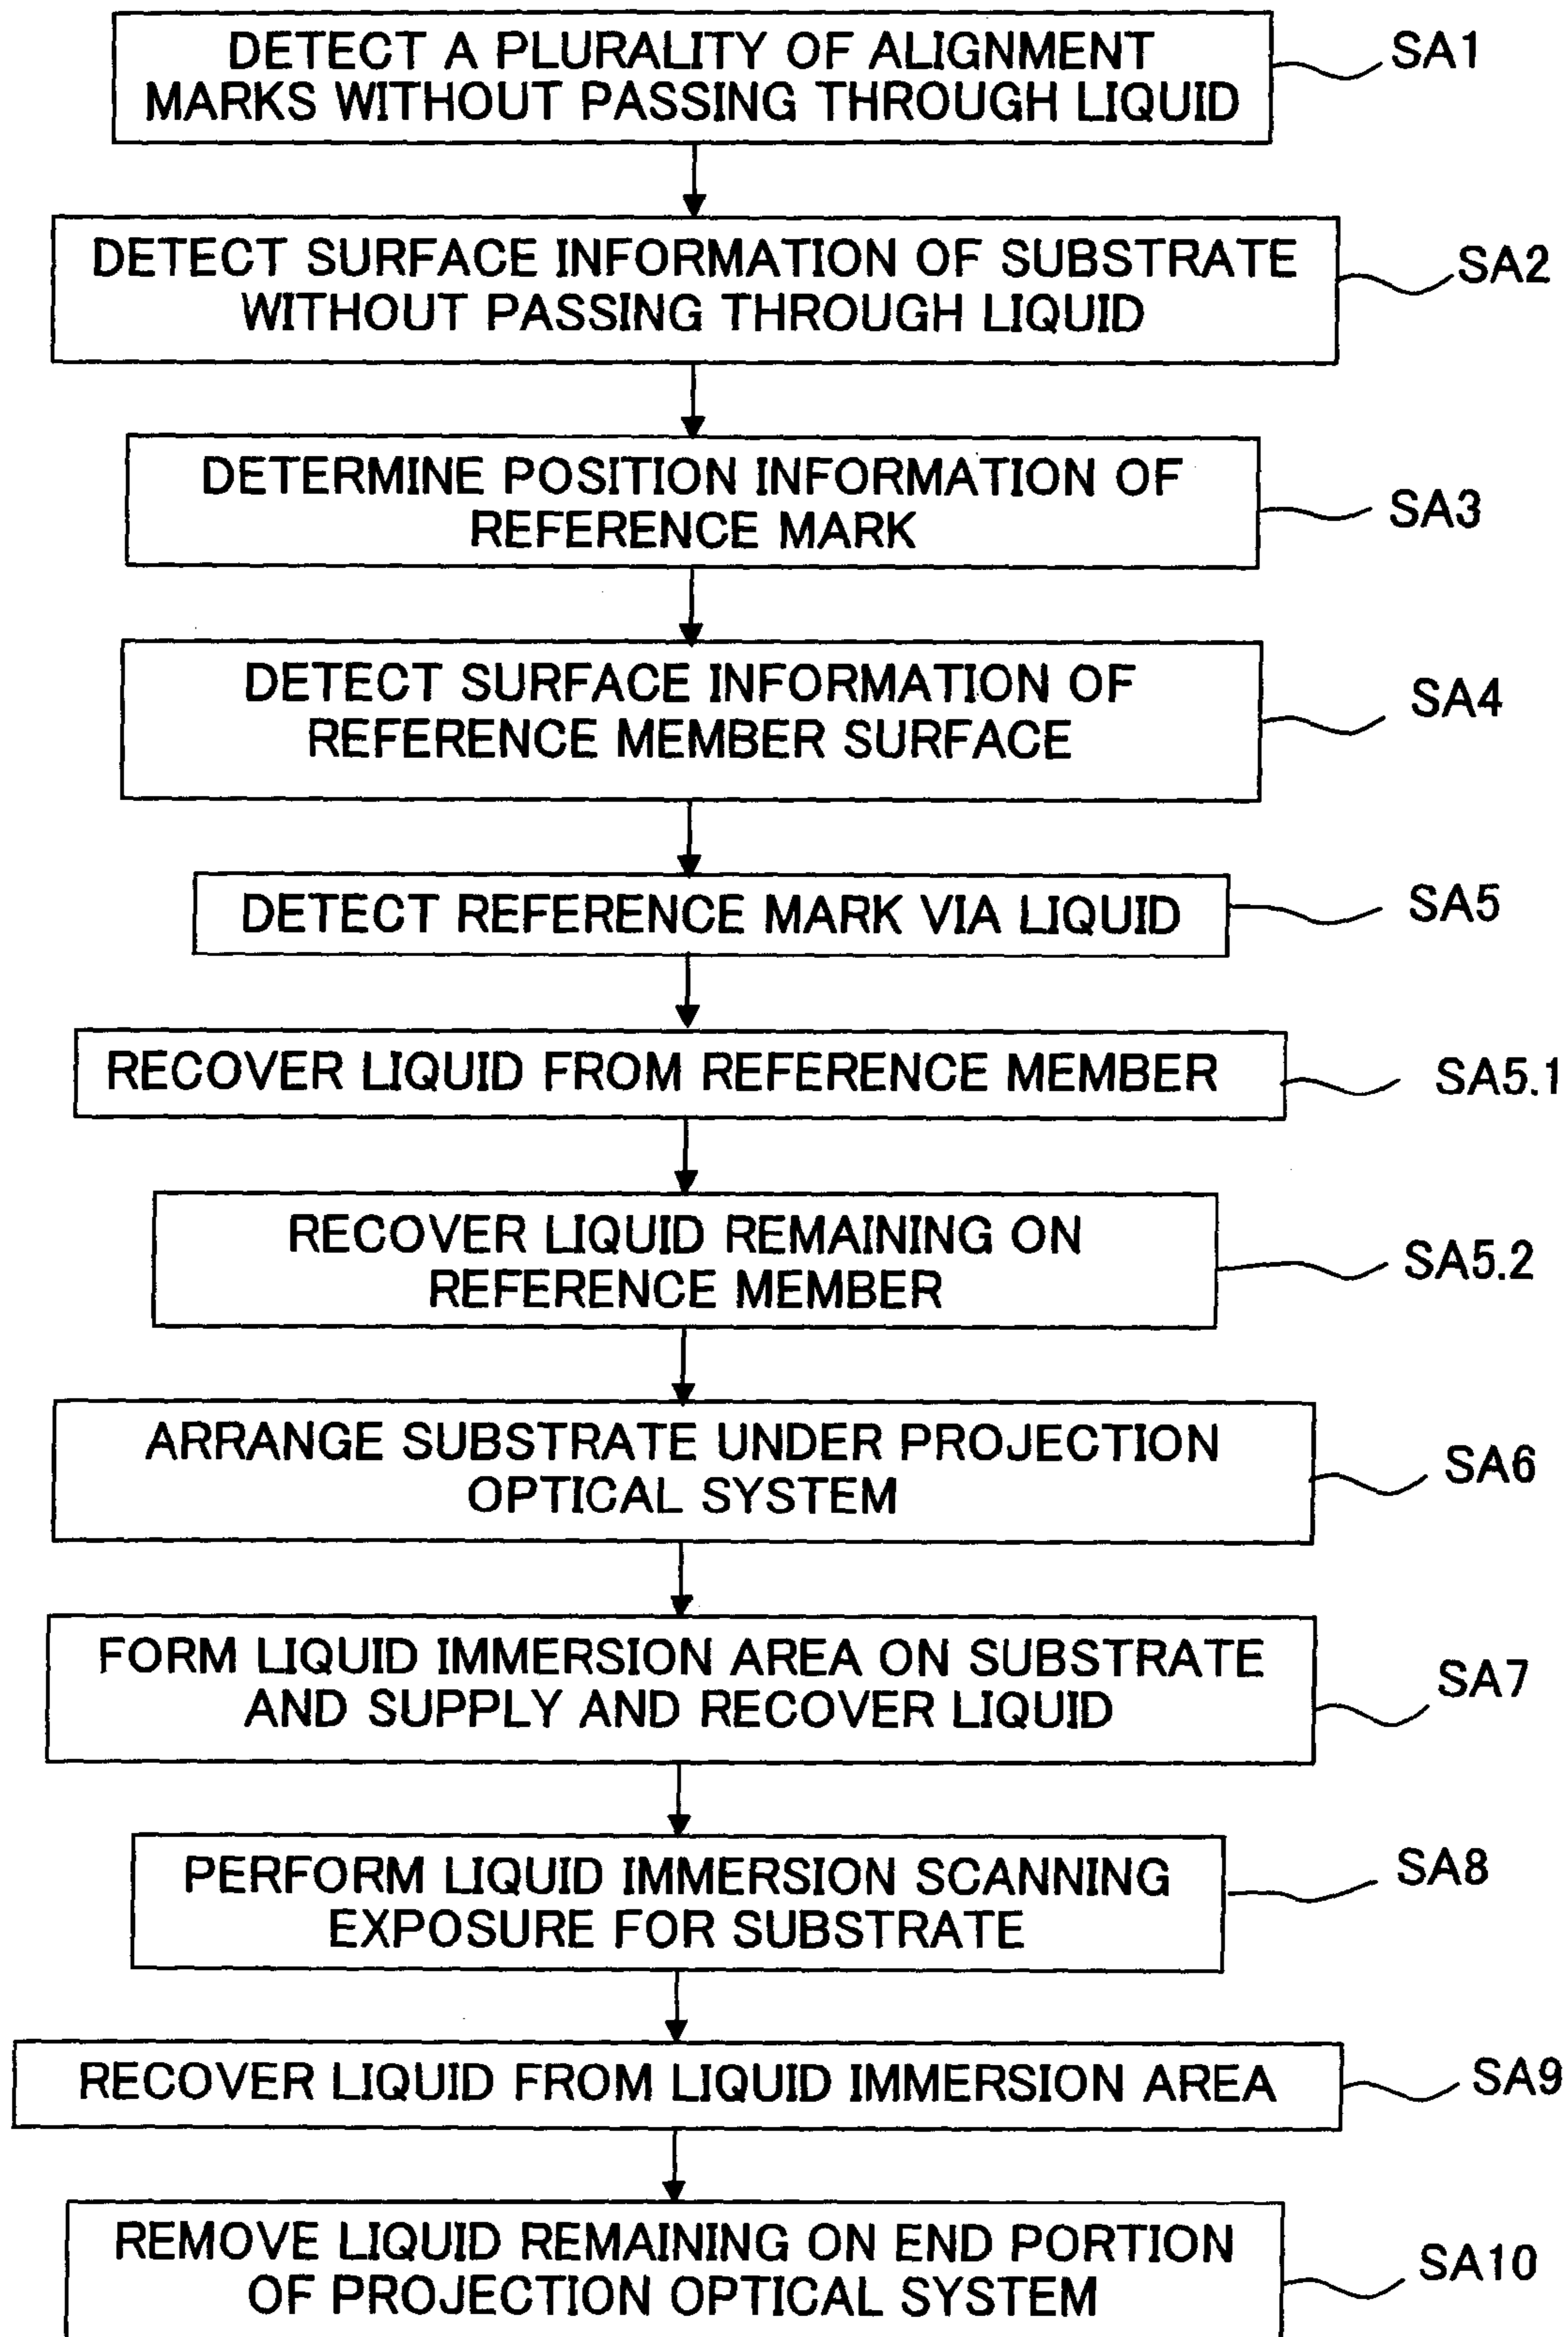 DETECT A PLURALITY OF ALIGNMENT
MARKS WITHOUT PASSING THROUGH LIQUID
SA1
DETECT SURFACE INFORMATION OF SUBSTRATE
WITHOUT PASSING THROUGH LIQUID
SA2
DETERMINE POSITION INFORMATION OF
REFERENCE MARK
SA3
DETECT SURFACE INFORMATION OF
REFERENCE MEMBER SURFACE
SA4
DETECT REFERENCE MARK VIA LIQUID
SA5
RECOVER LIQUID FROM REFERENCE MEMBER
SA5.1
RECOVER LIQUID REMAINING ON
REFERENCE MEMBER
SA5.2
ARRANGE SUBSTRATE UNDER PROJECTION
OPTICAL SYSTEM
SA6
FORM LIQUID IMMERSION AREA ON SUBSTRATE
AND SUPPLY AND RECOVER LIQUID
SA7
PERFORM LIQUID IMMERSION SCANNING
EXPOSURE FOR SUBSTRATE
SA8
RECOVER LIQUID FROM LIQUID IMMERSION AREA
SA9
REMOVE LIQUID REMAINING ON END PORTION
OF PROJECTION OPTICAL SYSTEM
SA10